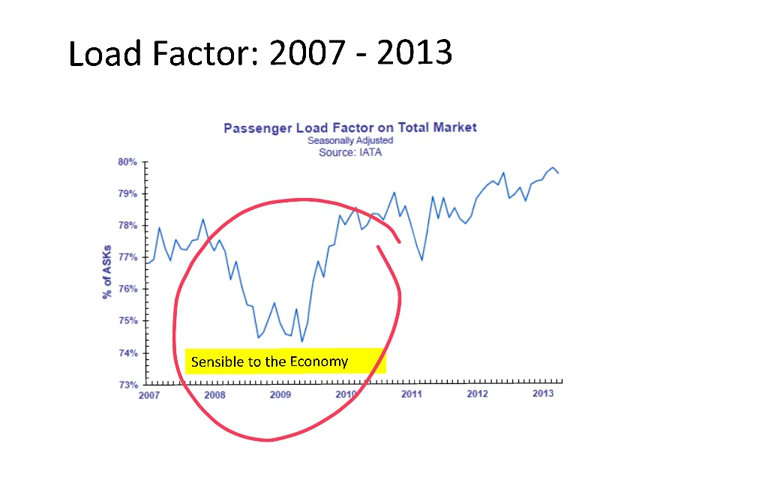 Load Factor: 2007 - 2013
Passenger Load Factor on Total Market
Seasonally Adjusted
Source: IATA
80%
79%
78%
77%
76%
75%
74%
73%
% of ASKs
Sensible to the Economy
2007 2008 2009 2010 2011 2012 2013